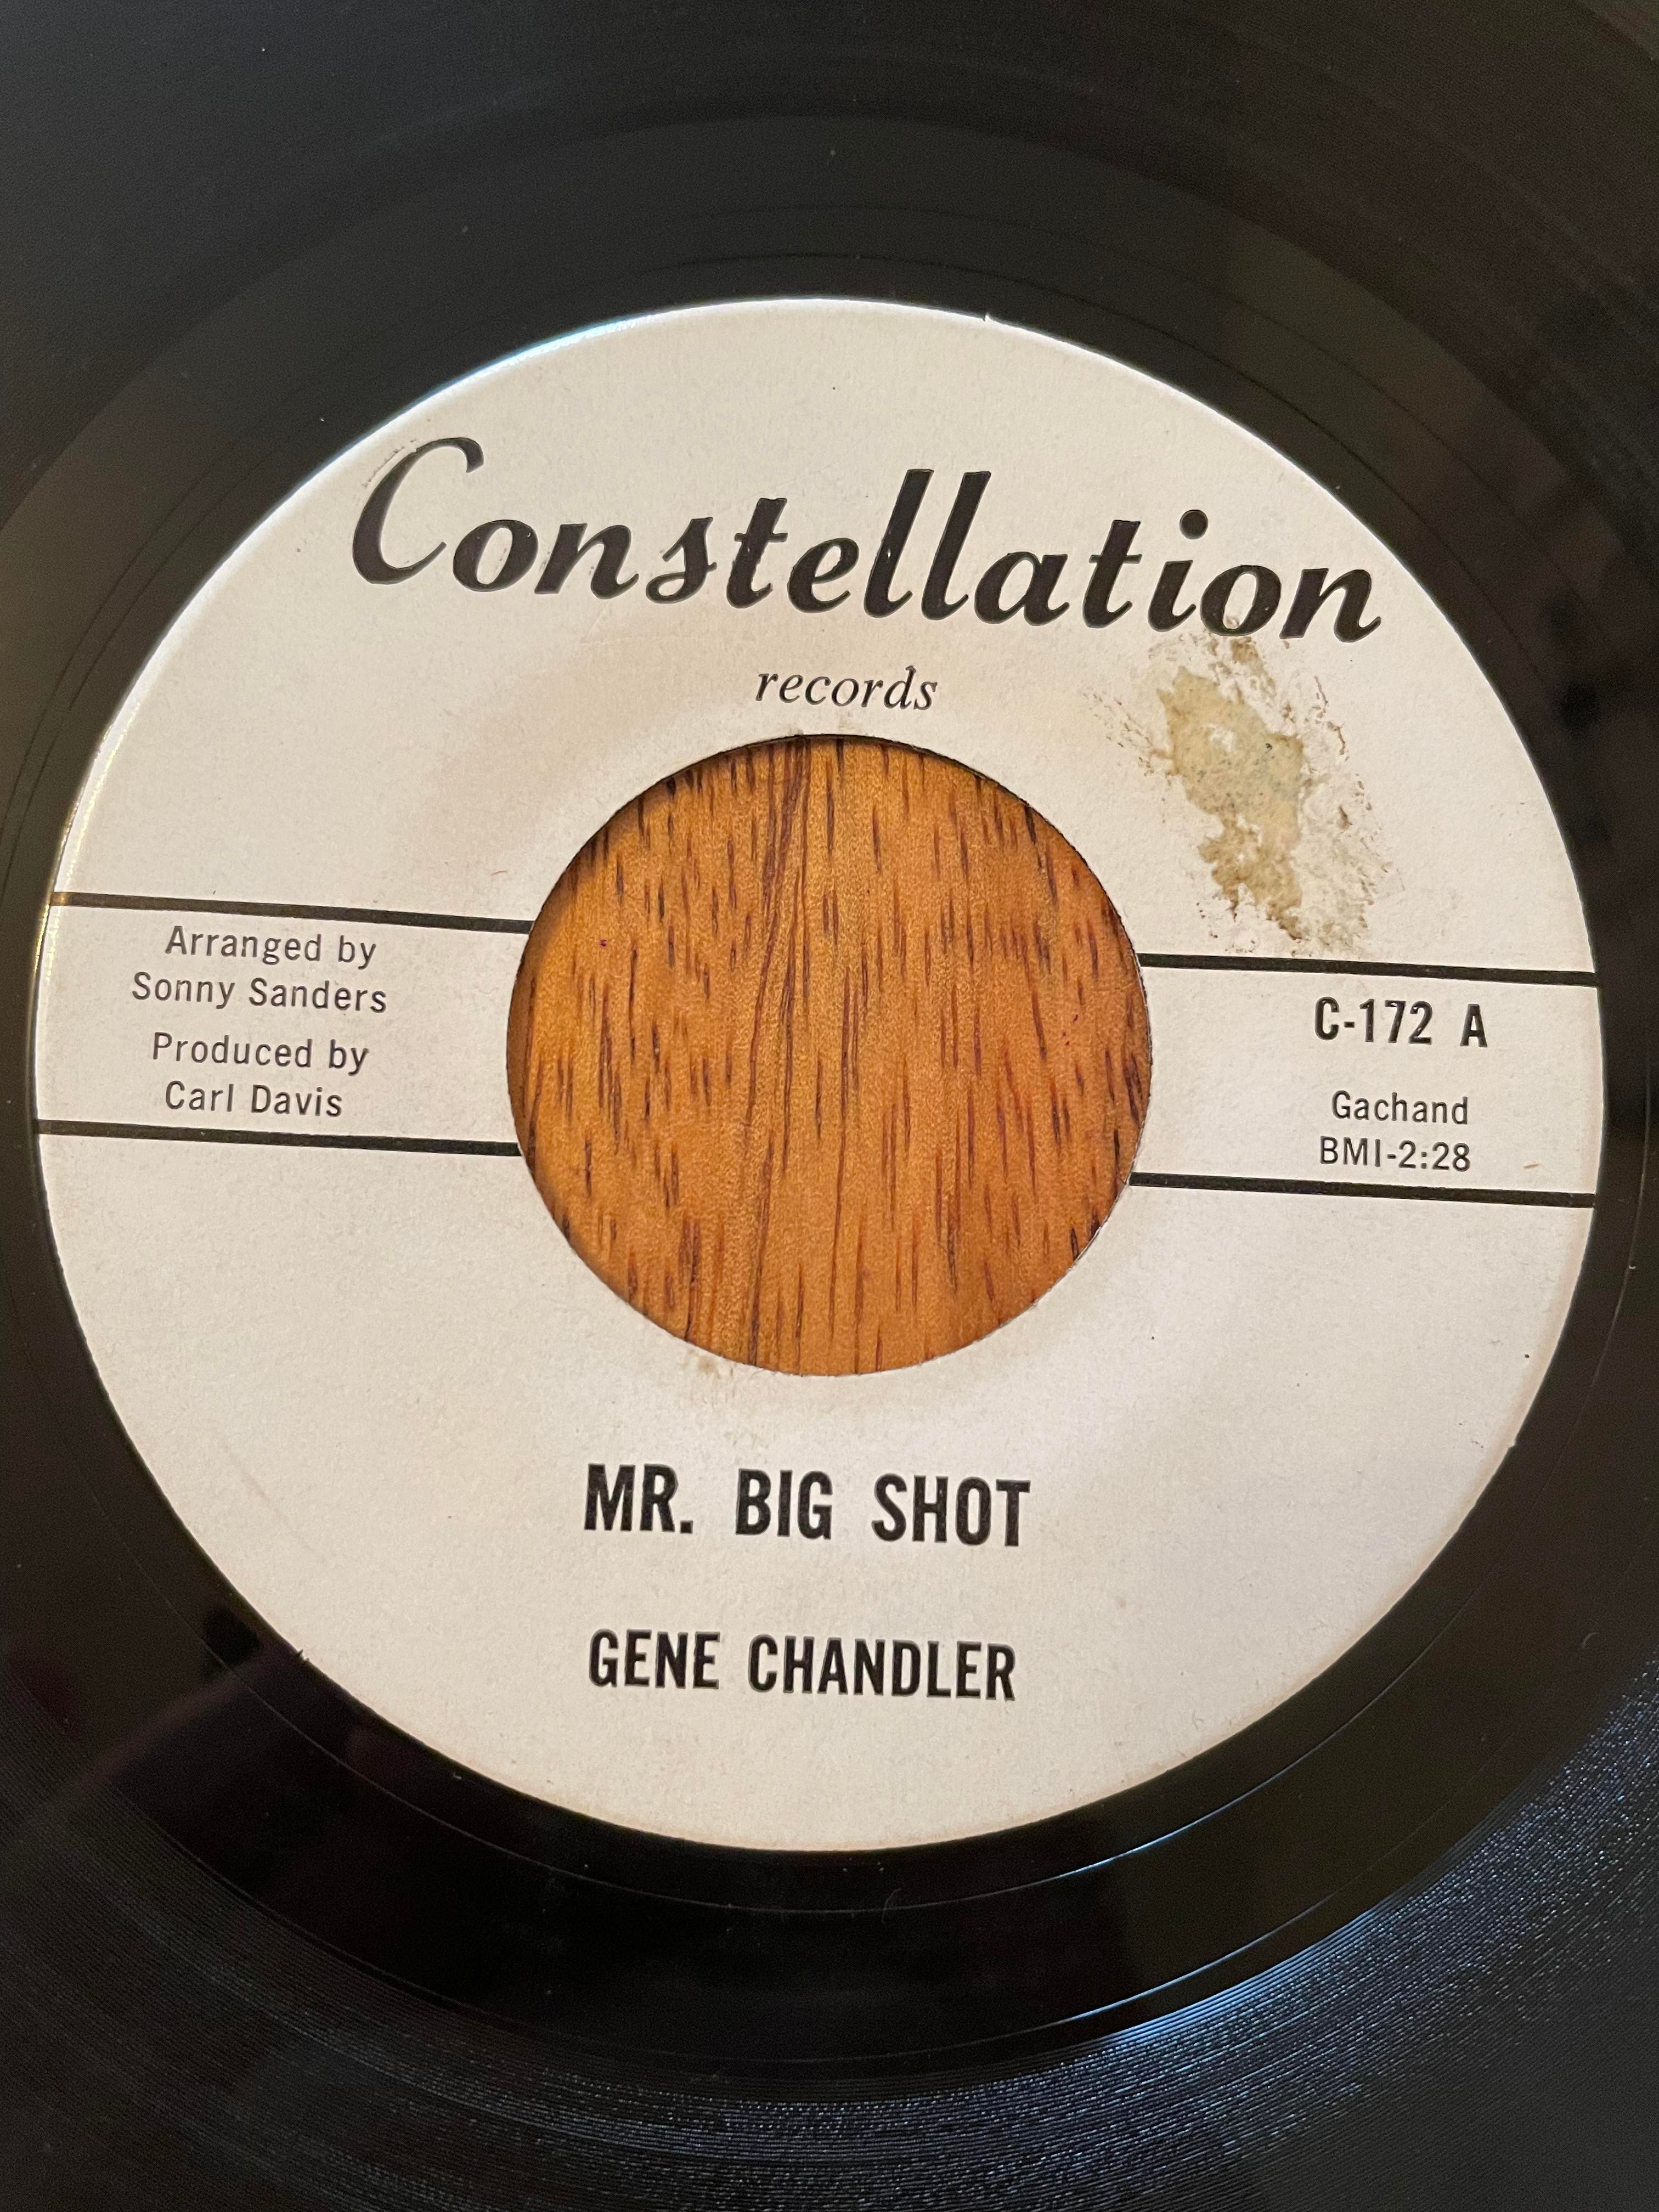 Constellation
records
Arranged by
Sonny Sanders
Produced by
Carl Davis
C-172 A
Gachand
BMI-2:28
MR. BIG SHOT
GENE CHANDLER